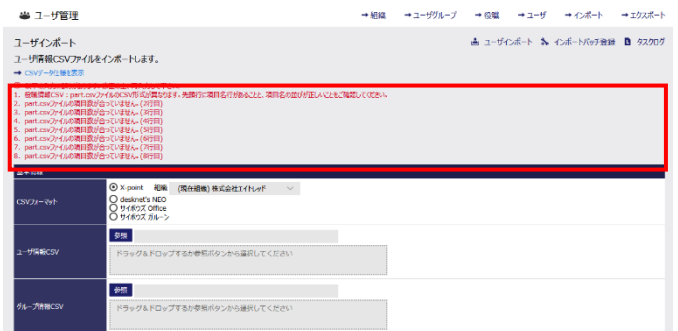 ユーザ管理
→ 組織 → ユーザグループ → 役職 → ユーザ → インポート → エクスポート
ユーザインポート
ユーザインポート インポートバッチ登録 タスクログ
ユーザ情報CSVファイルをインポートします。
→ CSVデータ仕様を表示
1. 役職情報CSV：part.csvファイルのCSV形式が異なります。先頭行に項目名行があることと、項目名の並びが正しいことをご確認してください。
2. part.csvファイルの項目数が合っていません。(2行目)
3. part.csvファイルの項目数が合っていません。(3行目)
4. part.csvファイルの項目数が合っていません。(4行目)
5. part.csvファイルの項目数が合っていません。(5行目)
6. part.csvファイルの項目数が合っていません。(6行目)
7. part.csvファイルの項目数が合っていません。(7行目)
8. part.csvファイルの項目数が合っていません。(8行目)
基本情報
CSVフォーマット
X-point 組織 (現在組織) 株式会社エイトレッド
desknet's NEO
サイボウズ Office
サイボウズ ガルーン
ユーザ情報CSV
参照
ドラッグ＆ドロップするか参照ボタンから選択してください
グループ情報CSV
参照
ドラッグ＆ドロップするか参照ボタンから選択してください